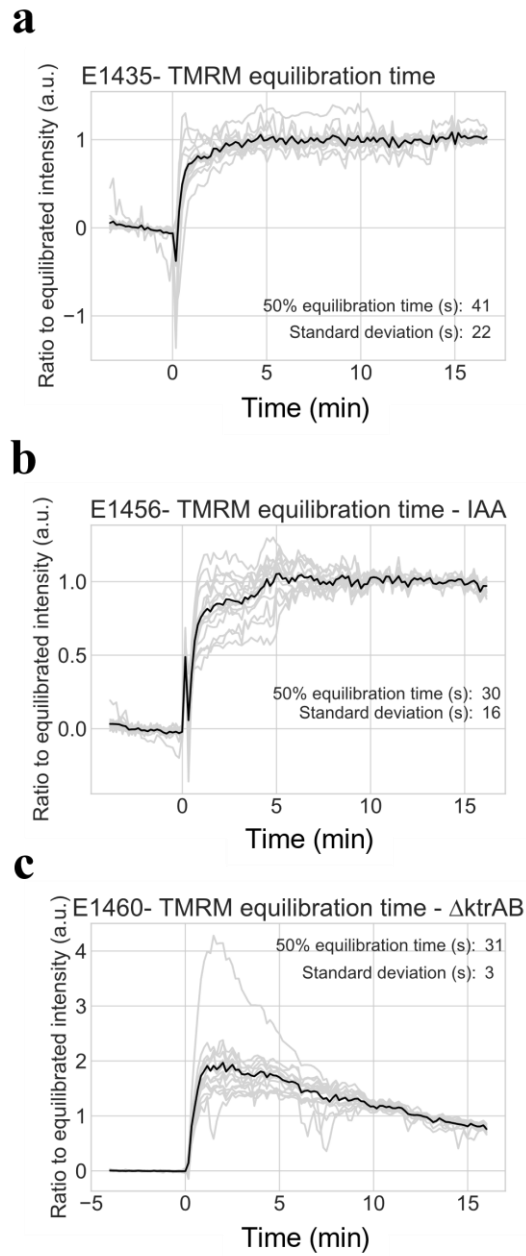 a
E1435- TMRM equilibration time
Ratio to equilibrated intensity (a.u.)
1
0
−1
50% equilibration time (s): 41
Standard deviation (s): 22
0
5
10
15
Time (min)
b
E1456- TMRM equilibration time - IAA
Ratio to equilibrated intensity (a.u.)
1.0
0.5
0.0
50% equilibration time (s): 30
Standard deviation (s): 16
0
5
10
15
Time (min)
c
E1460- TMRM equilibration time - ΔktrAB
Ratio to equilibrated intensity (a.u.)
4
3
2
1
0
50% equilibration time (s): 31
Standard deviation (s): 3
−5
0
5
10
15
Time (min)